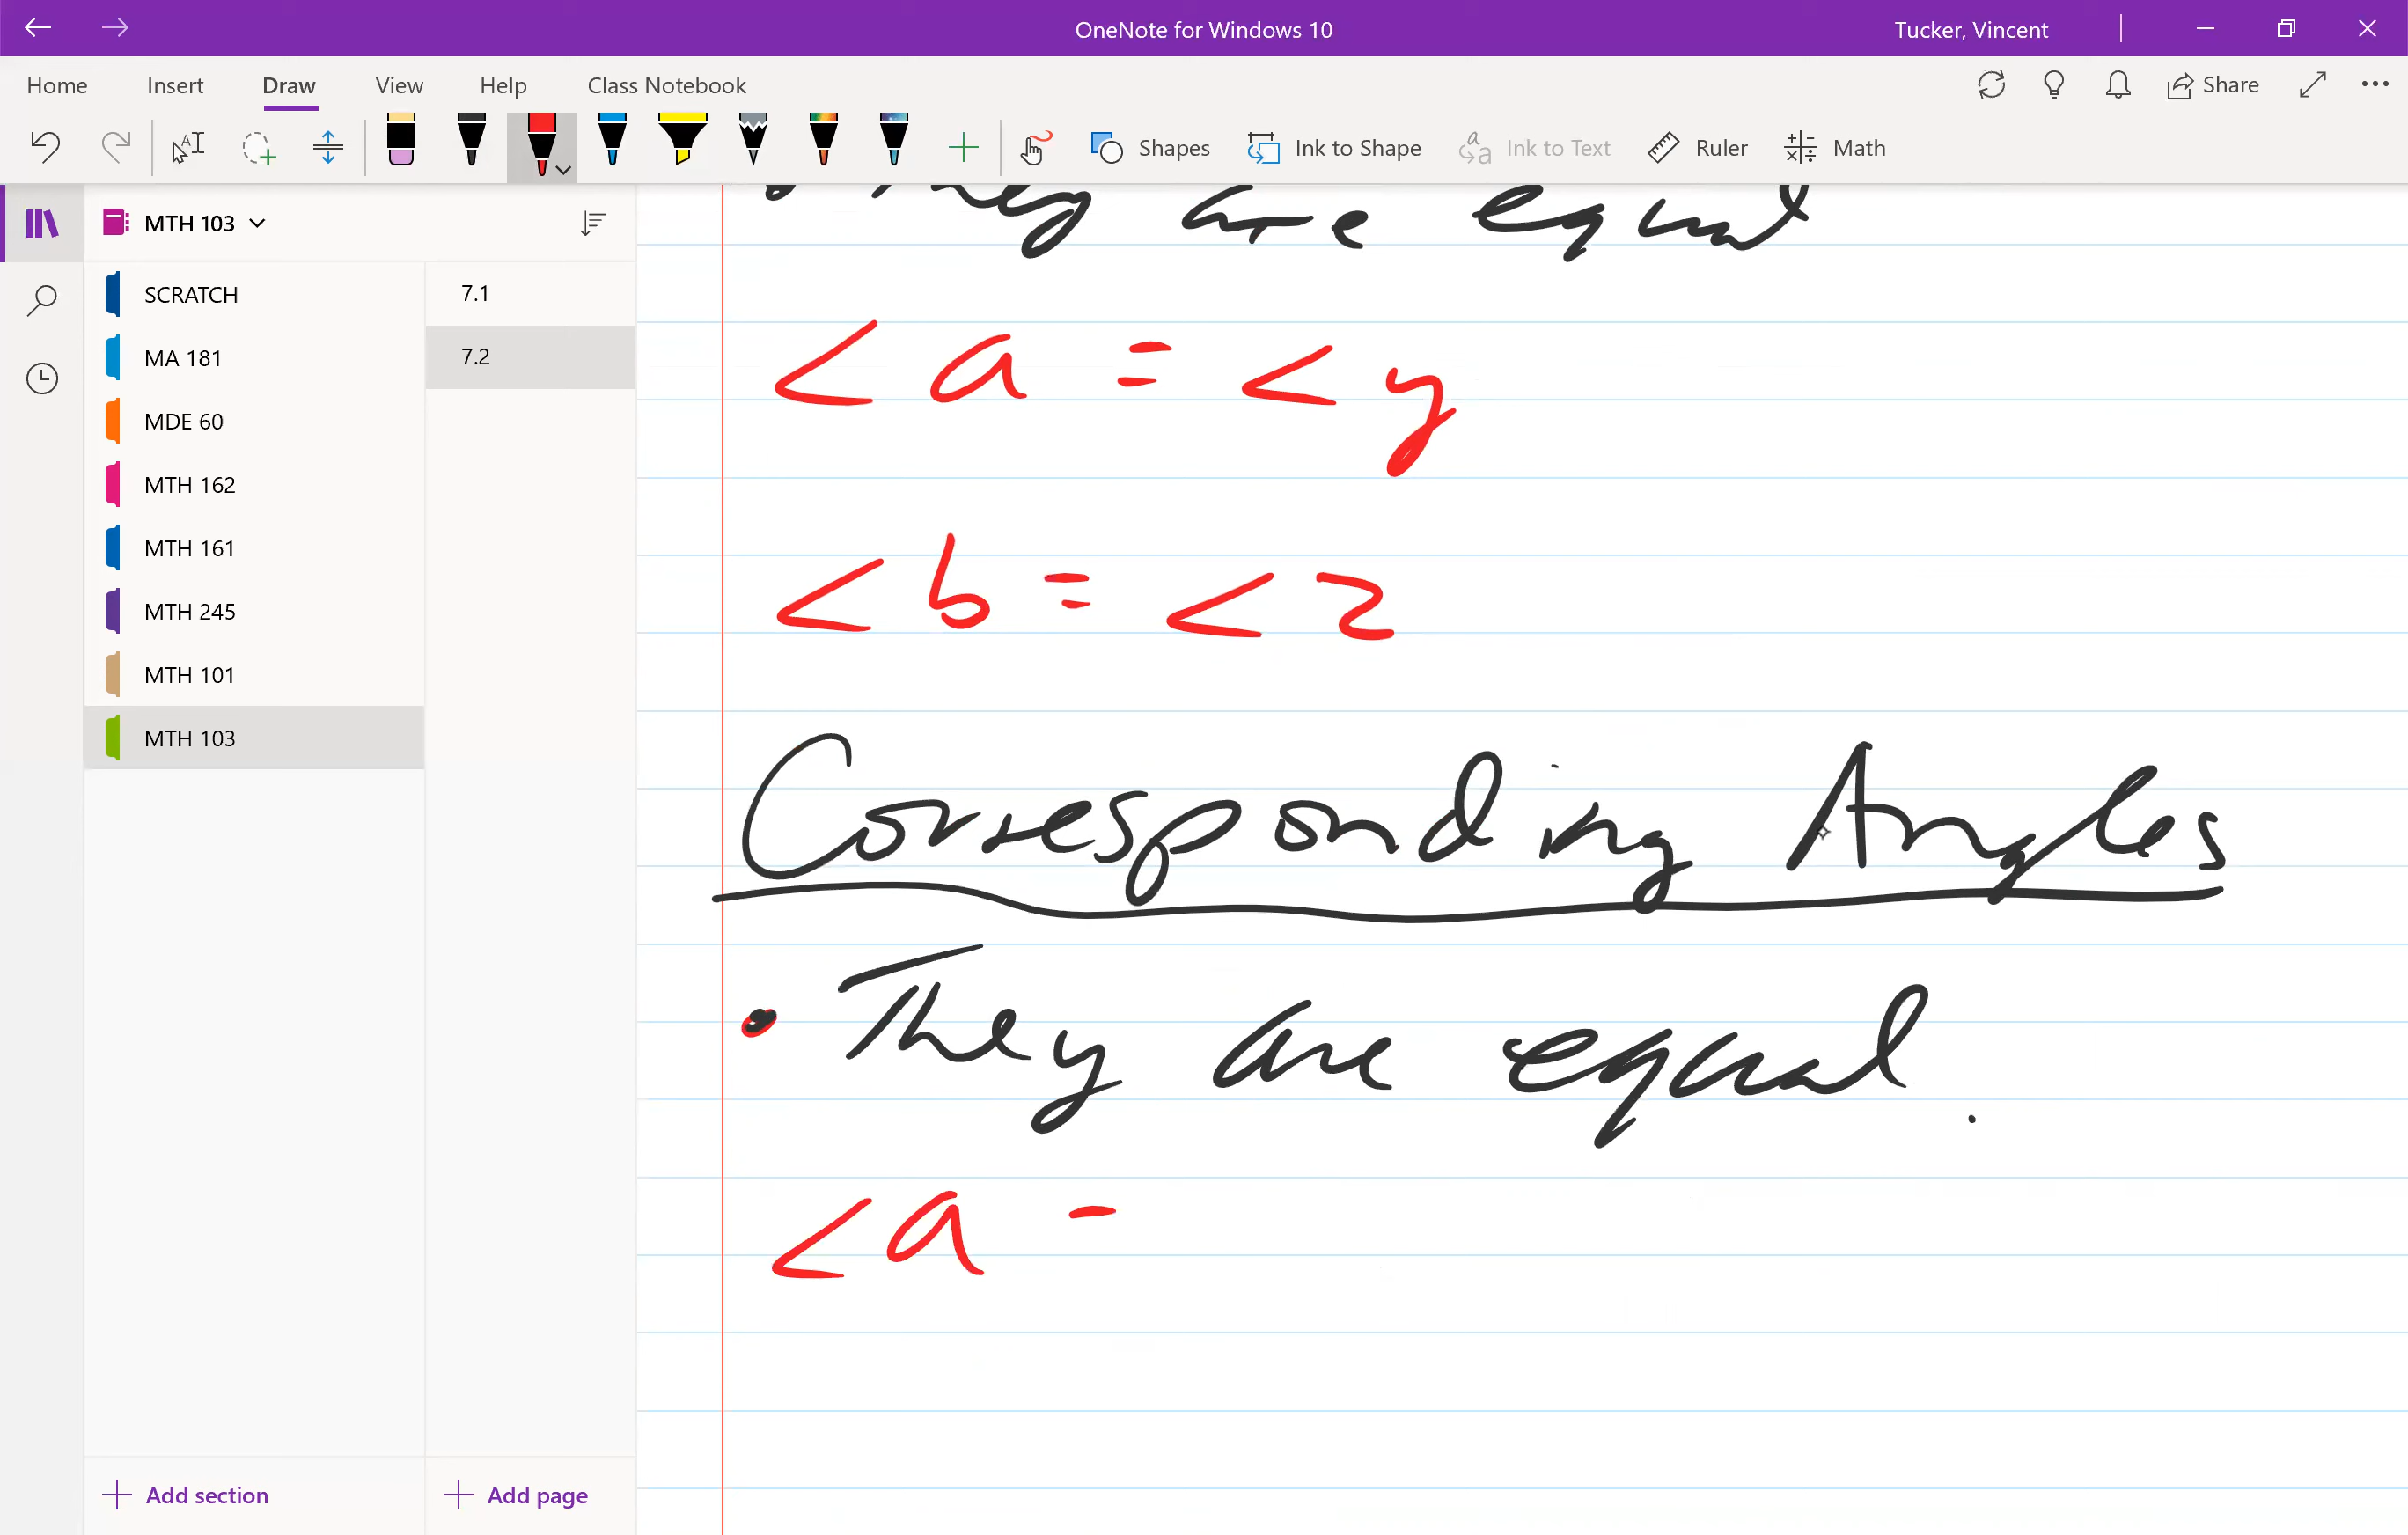 OneNote for Windows 10
Tucker, Vincent
Home Insert Draw View Help Class Notebook
Share
Shapes Ink to Shape Ink to Text Ruler Math
MTH 103
SCRATCH
MA 181
MDE 60
MTH 162
MTH 161
MTH 245
MTH 101
MTH 103
Add section
7.1
7.2
Add page
They are equal
< a = < y
< b = < z
Corresponding Angles
• They are equal.
< a -